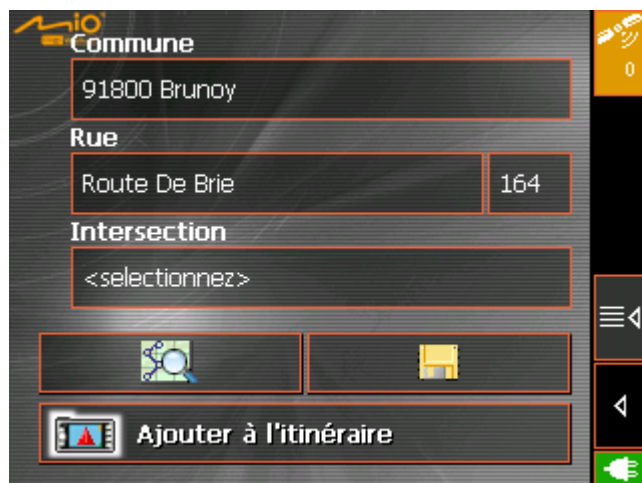 Mio
Commune
0
91800 Brunoy
Rue
Route De Brie 164
Intersection
<selectionnez>
Ajouter à l'itinéraire